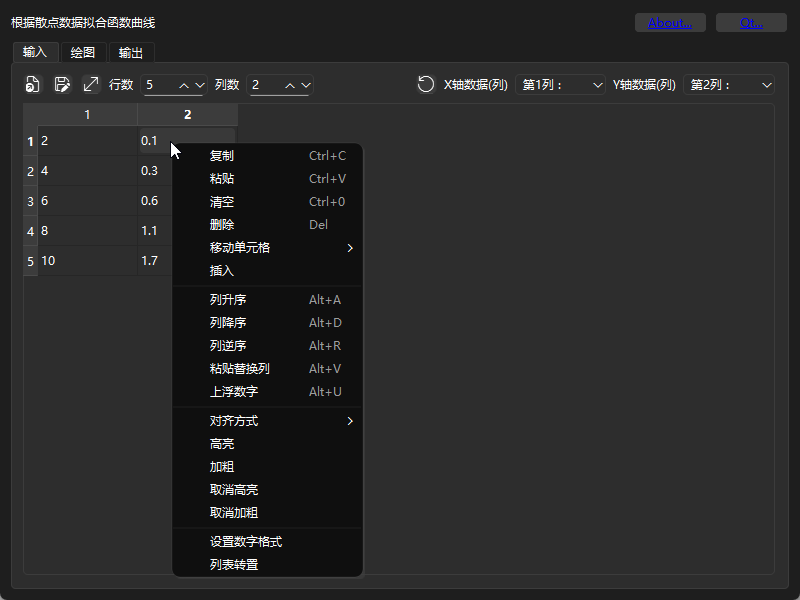 根据散点数据拟合函数曲线
About...
Qt...
输入 绘图 输出
行数 5 列数 2 X轴数据(列) 第1列： Y轴数据(列) 第2列：
1 2
1 2 0.1
2 4 0.3
3 6 0.6
4 8 1.1
5 10 1.7
复制 Ctrl+C
粘贴 Ctrl+V
清空 Ctrl+0
删除 Del
移动单元格
插入
列升序 Alt+A
列降序 Alt+D
列逆序 Alt+R
粘贴替换列 Alt+V
上浮数字 Alt+U
对齐方式
高亮
加粗
取消高亮
取消加粗
设置数字格式
列表转置